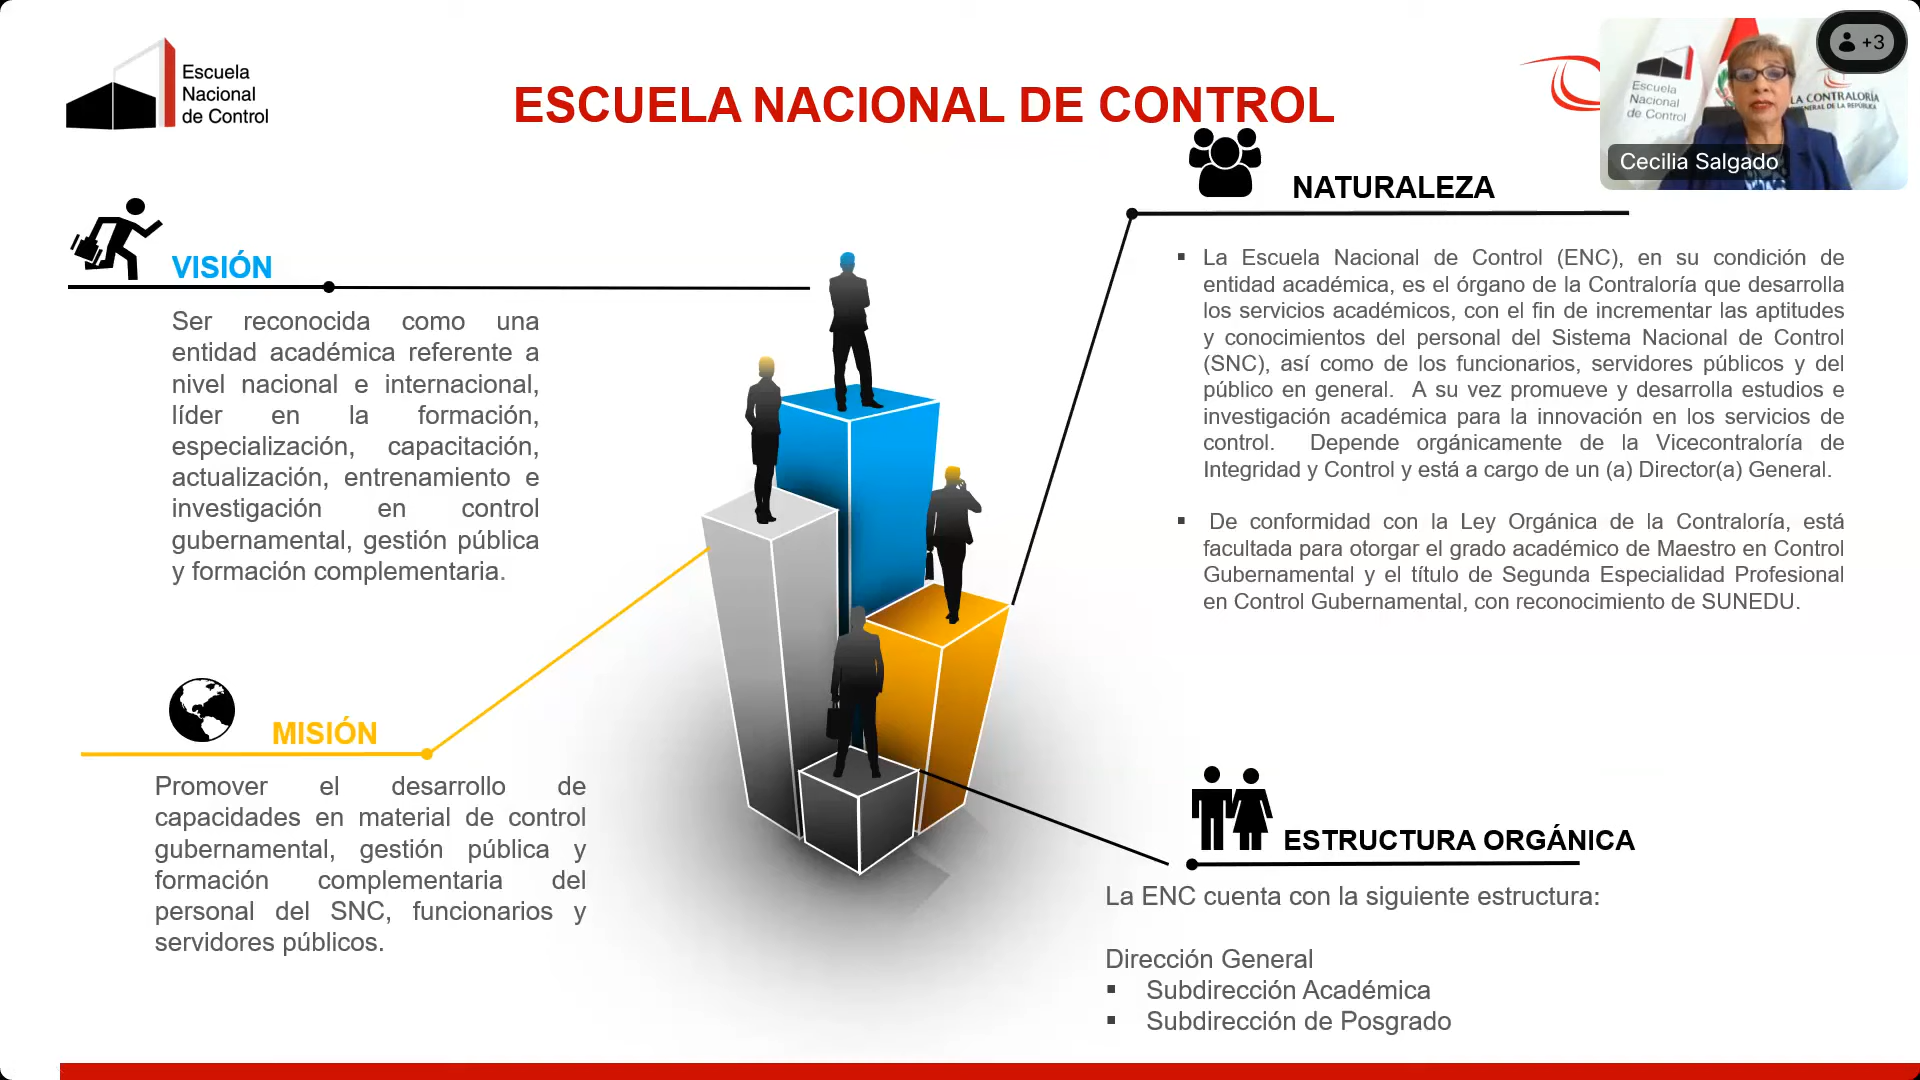 Escuela
Nacional
de Control
ESCUELA NACIONAL DE CONTROL
+3
Escuela
Nacional
de Control
LA CONTRALORÍA
GENERAL DE LA REPÚBLICA
Cecilia Salgado
VISIÓN
Ser reconocida como una
entidad académica referente a
nivel nacional e internacional,
líder en la formación,
especialización, capacitación,
actualización, entrenamiento e
investigación en control
gubernamental, gestión pública
y formación complementaria.
MISIÓN
Promover el desarrollo de
capacidades en material de control
gubernamental, gestión pública y
formación complementaria del
personal del SNC, funcionarios y
servidores públicos.
NATURALEZA
▪ La Escuela Nacional de Control (ENC), en su condición de
entidad académica, es el órgano de la Contraloría que desarrolla
los servicios académicos, con el fin de incrementar las aptitudes
y conocimientos del personal del Sistema Nacional de Control
(SNC), así como de los funcionarios, servidores públicos y del
público en general. A su vez promueve y desarrolla estudios e
investigación académica para la innovación en los servicios de
control. Depende orgánicamente de la Vicecontraloría de
Integridad y Control y está a cargo de un (a) Director(a) General.
▪ De conformidad con la Ley Orgánica de la Contraloría, está
facultada para otorgar el grado académico de Maestro en Control
Gubernamental y el título de Segunda Especialidad Profesional
en Control Gubernamental, con reconocimiento de SUNEDU.
ESTRUCTURA ORGÁNICA
La ENC cuenta con la siguiente estructura:
Dirección General
▪ Subdirección Académica
▪ Subdirección de Posgrado